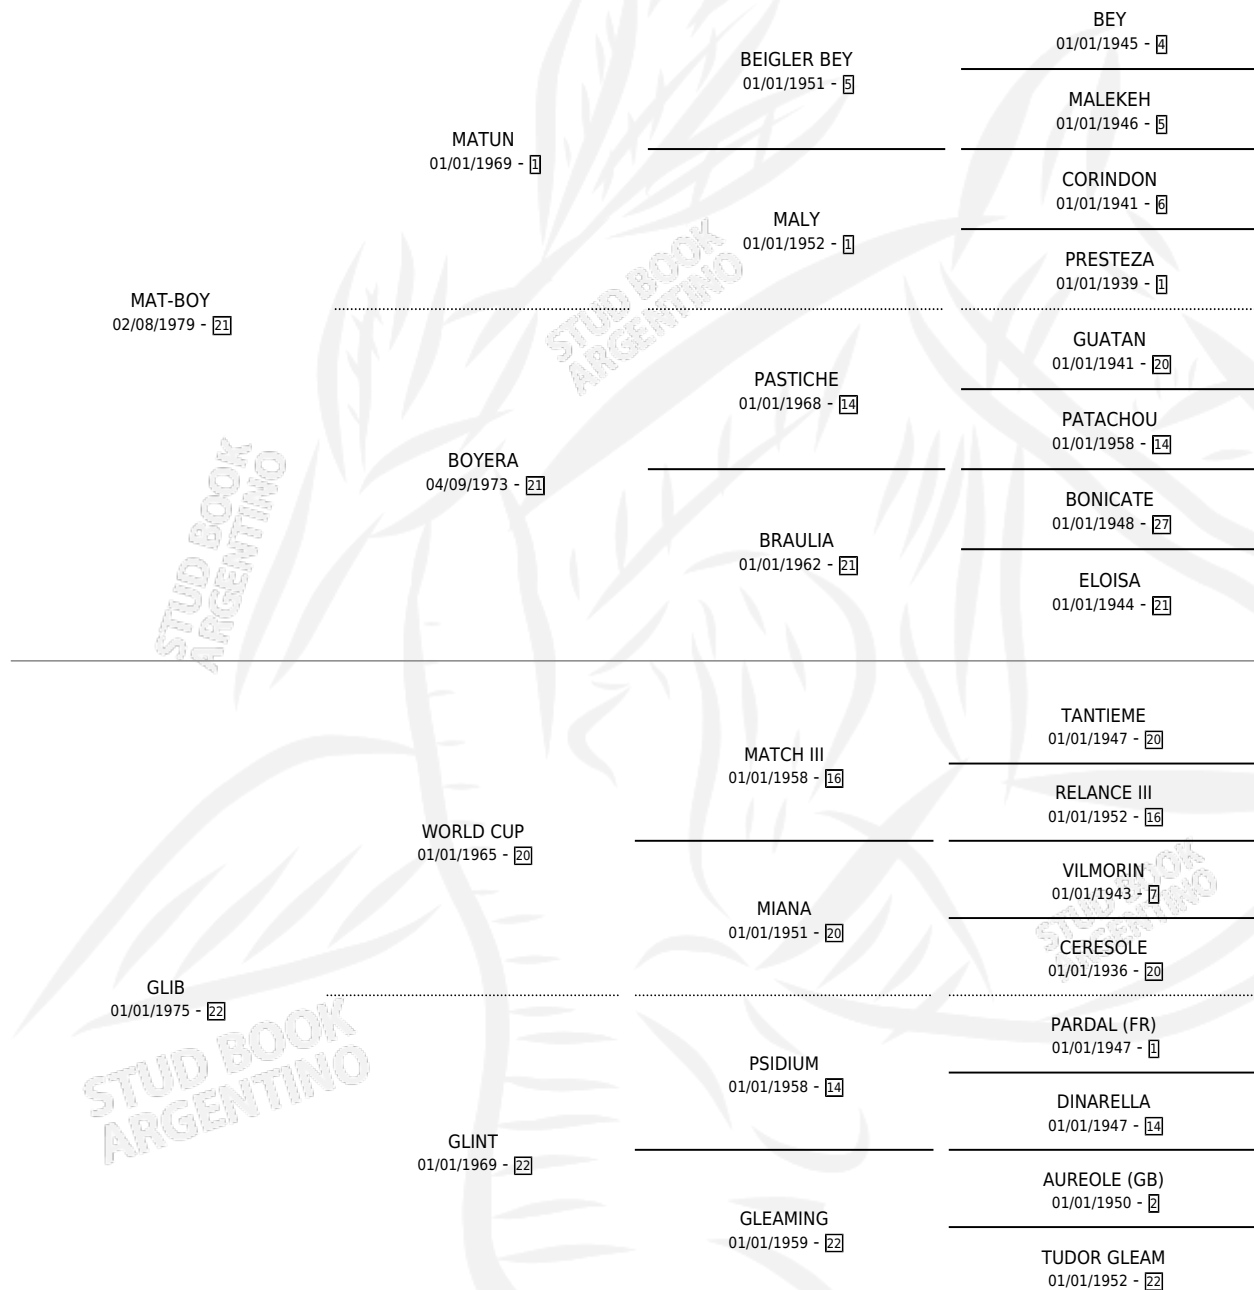 BEY
01/01/1945 - 4
BEIGLER BEY
01/01/1951 - 5
MALEKEH
01/01/1946 - 5
MATUN
01/01/1969 - 1
CORINDON
01/01/1941 - 6
MALY
01/01/1952 - 1
PRESTEZA
01/01/1939 - 1
MAT-BOY
02/08/1979 - 21
STUD BOOK
ARGENTINO
GUATAN
01/01/1941 - 20
PASTICHE
01/01/1968 - 14
PATACHOU
01/01/1958 - 14
BOYERA
04/09/1973 - 21
BONICATE
01/01/1948 - 27
BRAULIA
01/01/1962 - 21
ELOISA
01/01/1944 - 21
STUD BOOK
ARGENTINO
TANTIEME
01/01/1947 - 20
MATCH III
01/01/1958 - 16
RELANCE III
01/01/1952 - 16
WORLD CUP
01/01/1965 - 20
VILMORIN
01/01/1943 - 7
MIANA
01/01/1951 - 20
CERESOLE
01/01/1936 - 20
STUD BOOK
ARGENTINO
GLIB
01/01/1975 - 22
PARDAL (FR)
01/01/1947 - 1
PSIDIUM
01/01/1958 - 14
DINARELLA
01/01/1947 - 14
STUD BOOK
ARGENTINO
GLINT
01/01/1969 - 22
AUREOLE (GB)
01/01/1950 - 2
GLEAMING
01/01/1959 - 22
TUDOR GLEAM
01/01/1952 - 22